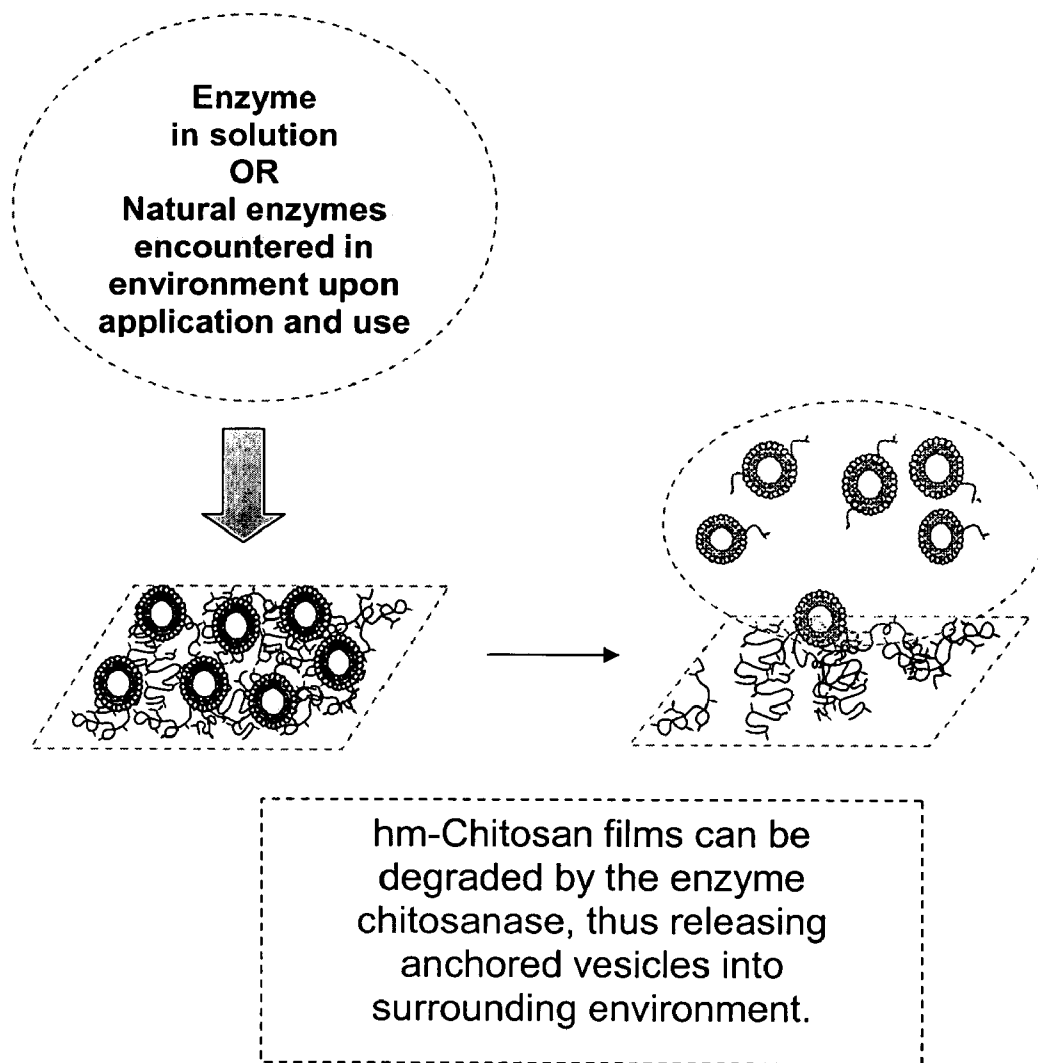 Enzyme
in solution
OR
Natural enzymes
encountered in
environment upon
application and use
hm-Chitosan films can be
degraded by the enzyme
chitosanase, thus releasing
anchored vesicles into
surrounding environment.